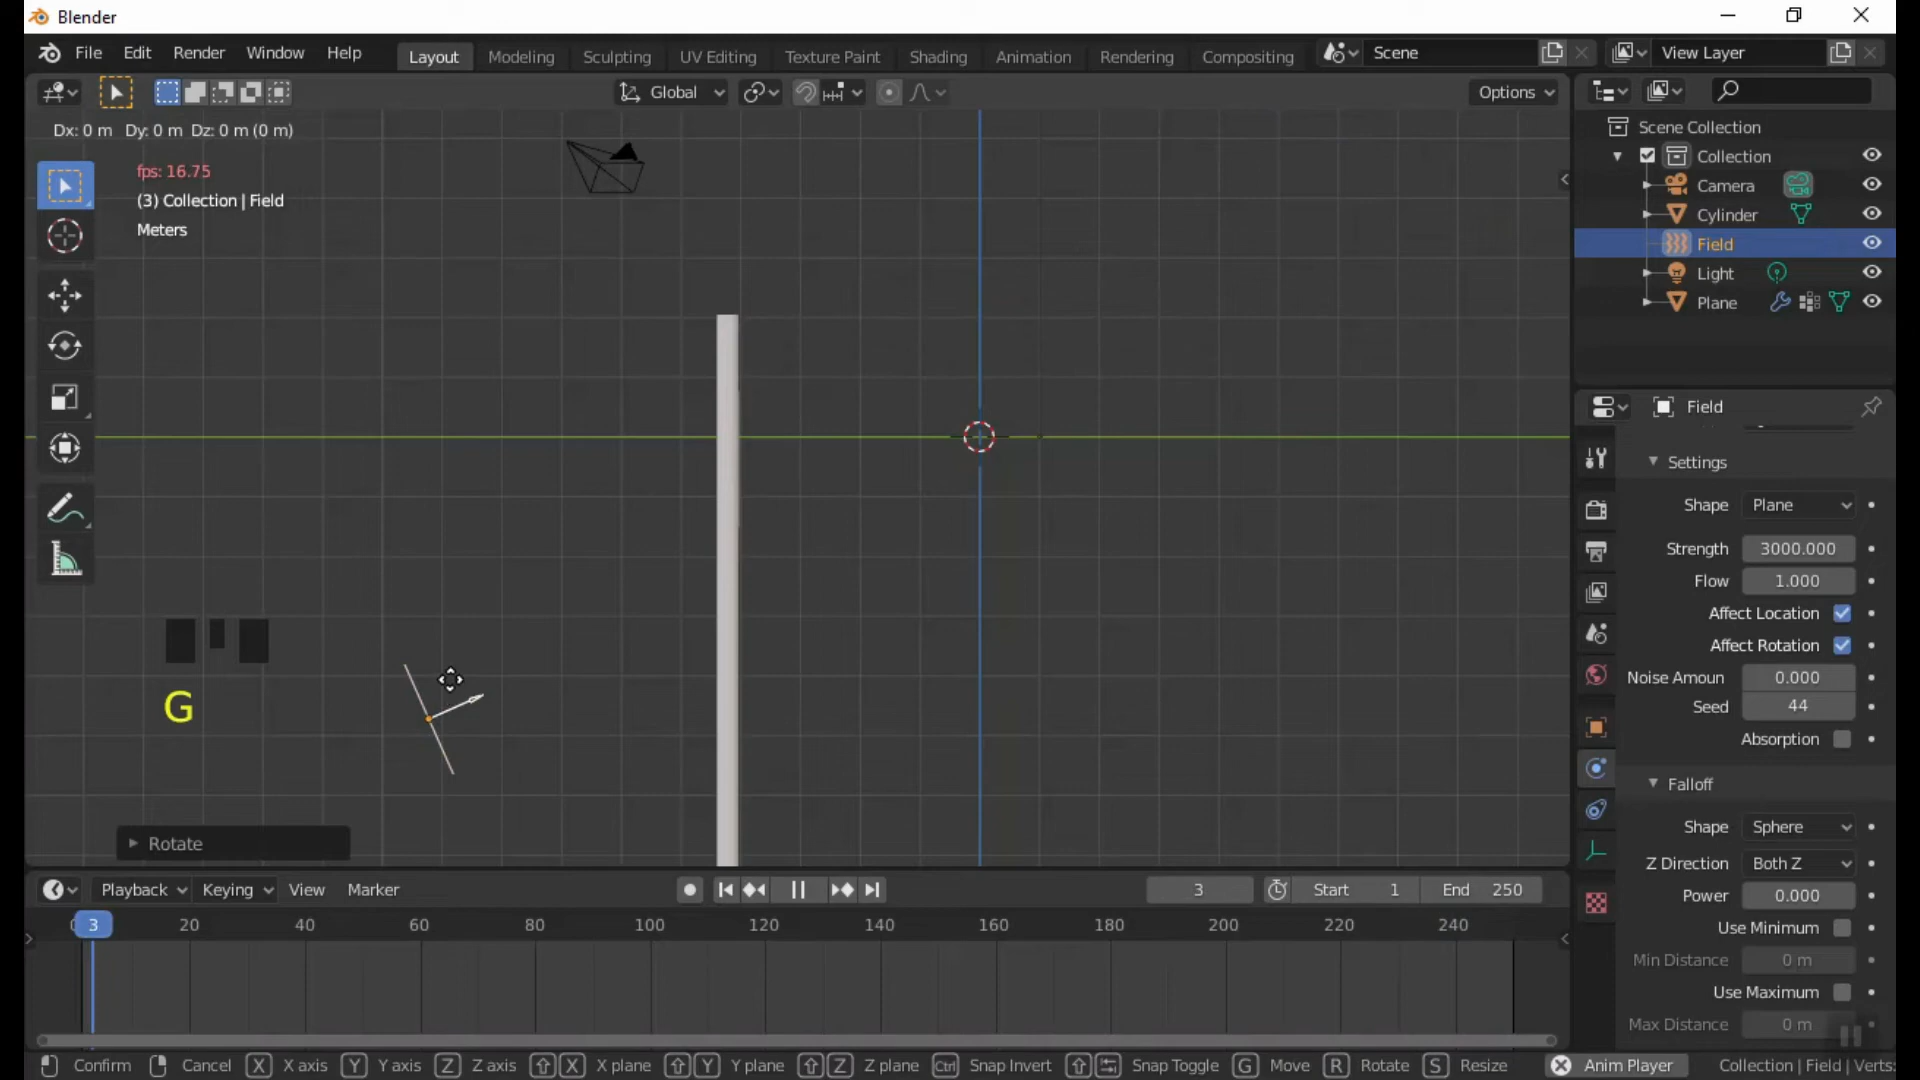 Blender
File Edit Render Window Help Layout Modeling Sculpting UV Editing Texture Paint Shading Animation Rendering Compositing Scene View Layer
Global Options
Dx: 0 m Dy: 0 m Dz: 0 m (0 m)
fps: 16.75
(3) Collection | Field
Meters
G
Rotate
Scene Collection
Collection
Camera
Cylinder
Field
Light
Plane
Field
Settings
Shape Plane
Strength 3000.000
Flow 1.000
Affect Location
Affect Rotation
Noise Amoun 0.000
Seed 44
Absorption
Falloff
Shape Sphere
Z Direction Both Z
Power 0.000
Use Minimum
Min Distance 0 m
Use Maximum
Max Distance 0 m
Playback Keying View Marker 3 Start 1 End 250
3 20 40 60 80 100 120 140 160 180 200 220 240
Confirm Cancel X X axis Y Y axis Z Z axis X X plane Y Y plane Z Z plane Ctrl Snap Invert Snap Toggle G Move R Rotate S Resize Anim Player Collection | Field | Verts: